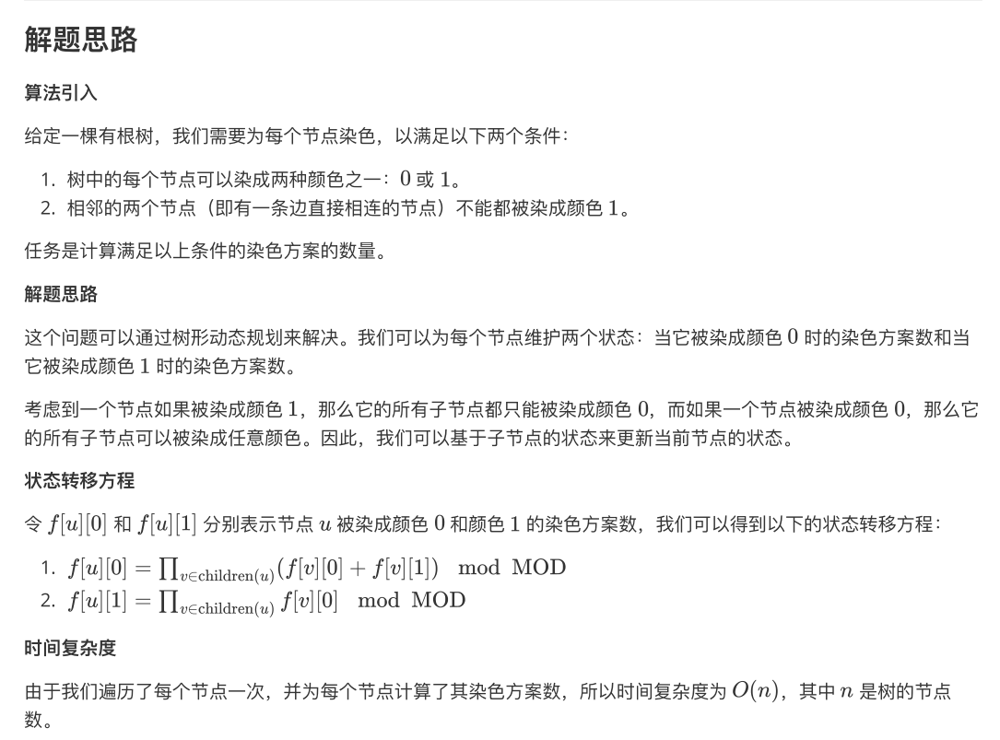 解题思路
算法引入
给定一棵有根树，我们需要为每个节点染色，以满足以下两个条件：
1. 树中的每个节点可以染成两种颜色之一：0 或 1。
2. 相邻的两个节点（即有一条边直接相连的节点）不能都被染成颜色 1。
任务是计算满足以上条件的染色方案的数量。
解题思路
这个问题可以通过树形动态规划来解决。我们可以为每个节点维护两个状态：当它被染成颜色 0 时的染色方案数和当
它被染成颜色 1 时的染色方案数。
考虑到一个节点如果被染成颜色 1，那么它的所有子节点都只能被染成颜色 0，而如果一个节点被染成颜色 0，那么它
的所有子节点可以被染成任意颜色。因此，我们可以基于子节点的状态来更新当前节点的状态。
状态转移方程
令 f[u][0] 和 f[u][1] 分别表示节点 u 被染成颜色 0 和颜色 1 的染色方案数，我们可以得到以下的状态转移方程：
1. f[u][0] = ∏v∈children(u)(f[v][0] + f[v][1]) mod MOD
2. f[u][1] = ∏v∈children(u) f[v][0] mod MOD
时间复杂度
由于我们遍历了每个节点一次，并为每个节点计算了其染色方案数，所以时间复杂度为 O(n)，其中 n 是树的节点
数。